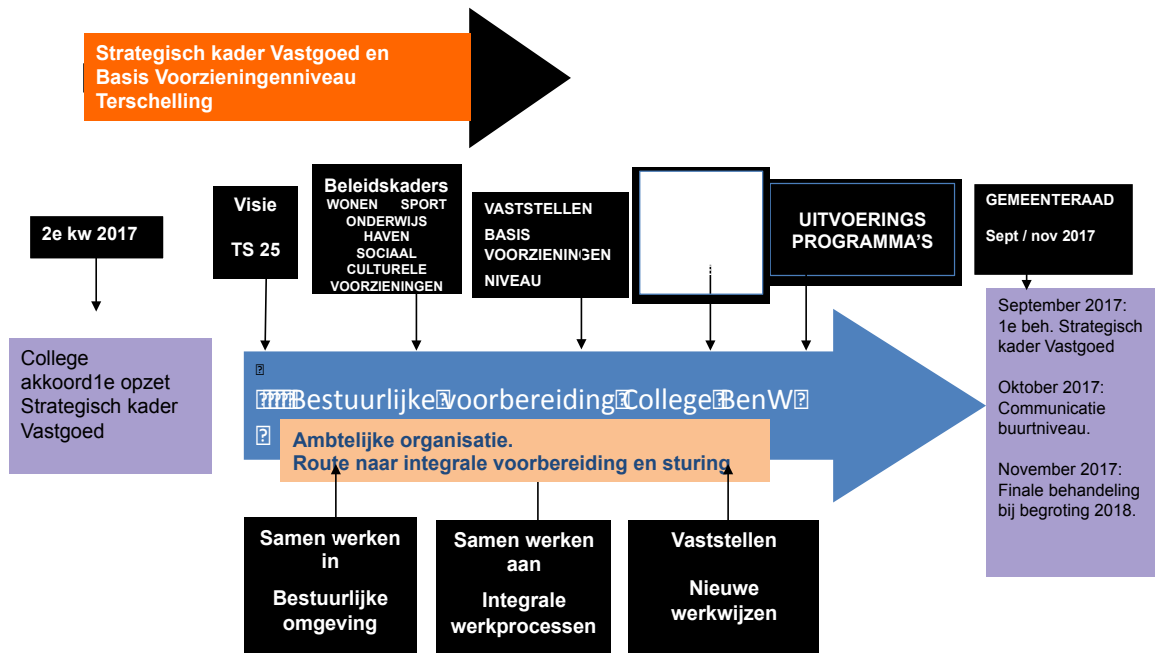 Strategisch kader Vastgoed en
Basis Voorzieningenniveau
Terschelling
2e kw 2017
Visie
TS 25
Beleidskaders
WONEN SPORT
ONDERWIJS
HAVEN
SOCIAAL
CULTURELE
VOORZIENINGEN
VASTSTELLEN
BASIS
VOORZIENINGEN
NIVEAU
UITVOERINGS
PROGRAMMA'S
GEMEENTERAAD
Sept / nov 2017
College
akkoord1e opzet
Strategisch kader
Vastgoed
Bestuurlijke voorbereiding College BenW
Ambtelijke organisatie.
Route naar integrale voorbereiding en sturing
September 2017:
1e beh. Strategisch
kader Vastgoed
Oktober 2017:
Communicatie
buurtniveau.
November 2017:
Finale behandeling
bij begroting 2018.
Samen werken
in
Bestuurlijke
omgeving
Samen werken
aan
Integrale
werkprocessen
Vaststellen
Nieuwe
werkwijzen